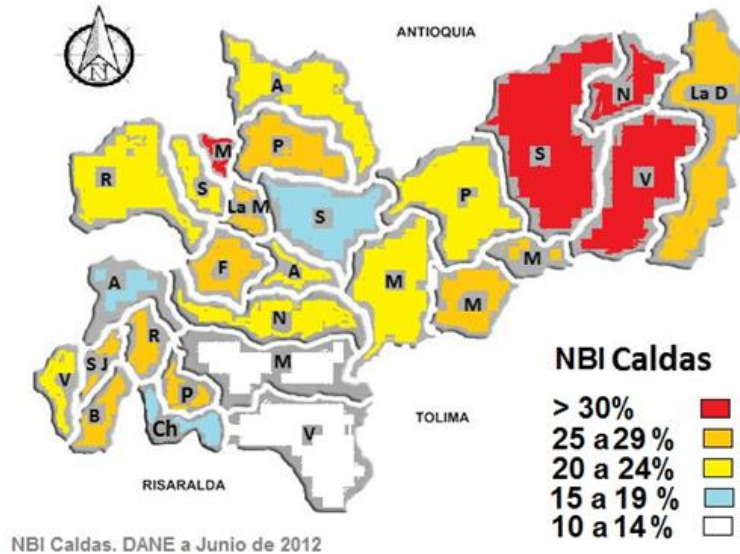 ANTIOQUIA
N
A
N
La D
M
P
R
S
S
V
La M
S
P
F
A
M
M
M
A
N
R
M
V
S J
P
B
Ch
V
TOLIMA
RISARALDA
NBI Caldas
> 30%
25 a 29 %
20 a 24%
15 a 19 %
10 a 14%
NBI Caldas. DANE a Junio de 2012